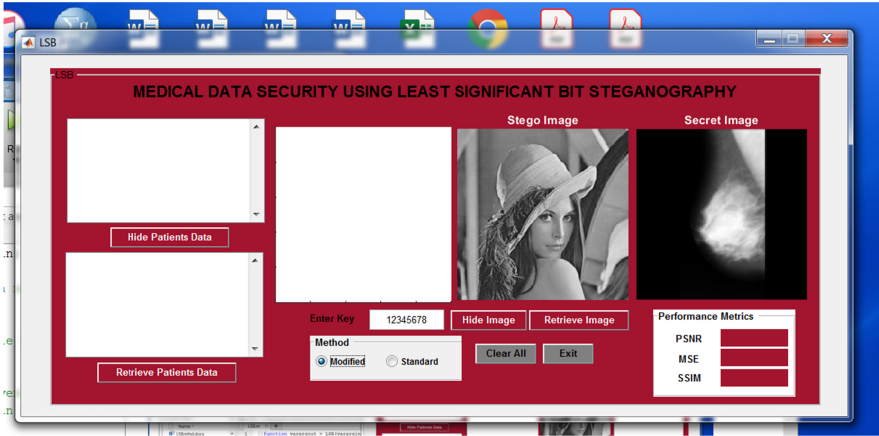 LSB
LSB
MEDICAL DATA SECURITY USING LEAST SIGNIFICANT BIT STEGANOGRAPHY
Stego Image
Secret Image
Hide Patients Data
Enter Key
12345678
Hide Image
Retrieve Image
Performance Metrics
Method
Modified
Standard
Clear All
Exit
PSNR
MSE
SSIM
Retrieve Patients Data